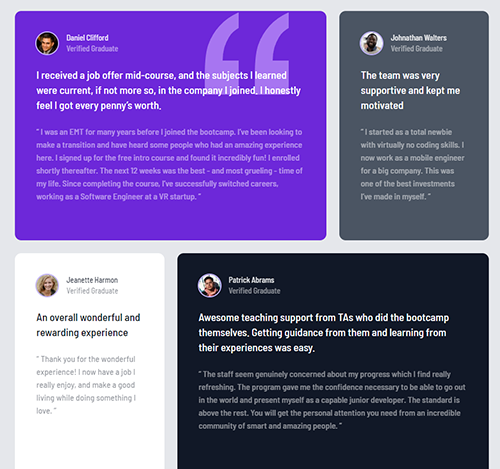 Daniel Clifford
Verified Graduate
I received a job offer mid-course, and the subjects I learned
were current, if not more so, in the company I joined. I honestly
feel I got every penny's worth.
“ I was an EMT for many years before I joined the bootcamp. I've been looking to
make a transition and have heard some people who had an amazing experience
here. I signed up for the free intro course and found it incredibly fun! I enrolled
shortly thereafter. The next 12 weeks was the best - and most grueling - time of
my life. Since completing the course, I've successfully switched careers,
working as a Software Engineer at a VR startup. ”
Johnathan Walters
Verified Graduate
The team was very
supportive and kept me
motivated
“ I started as a total newbie
with virtually no coding skills. I
now work as a mobile engineer
for a big company. This was
one of the best investments
I've made in myself. ”
Jeanette Harmon
Verified Graduate
An overall wonderful and
rewarding experience
“ Thank you for the wonderful
experience! I now have a job I
really enjoy, and make a good
living while doing something I
love. ”
Patrick Abrams
Verified Graduate
Awesome teaching support from TAs who did the bootcamp
themselves. Getting guidance from them and learning from
their experiences was easy.
“ The staff seem genuinely concerned about my progress which I find really
refreshing. The program gave me the confidence necessary to be able to go out
in the world and present myself as a capable junior developer. The standard is
above the rest. You will get the personal attention you need from an incredible
community of smart and amazing people. ”